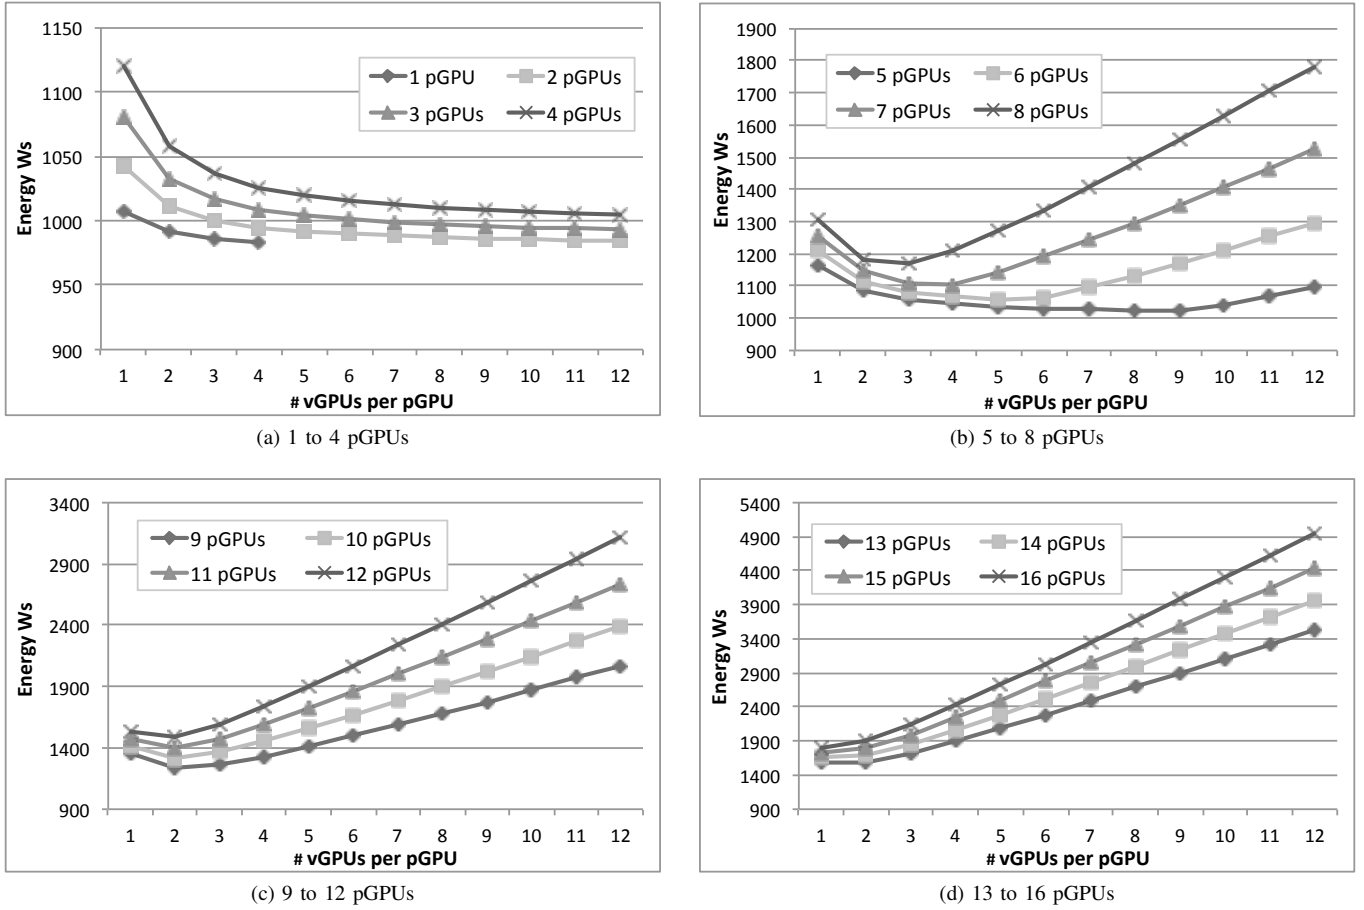 1150
1100
1050
1000
950
900
Energy Ws
1 pGPU 2 pGPUs
3 pGPUs 4 pGPUs
1 2 3 4 5 6 7 8 9 10 11 12
# vGPUs per pGPU
(a) 1 to 4 pGPUs
1900
1800
1700
1600
1500
1400
1300
1200
1100
1000
900
Energy Ws
5 pGPUs 6 pGPUs
7 pGPUs 8 pGPUs
1 2 3 4 5 6 7 8 9 10 11 12
# vGPUs per pGPU
(b) 5 to 8 pGPUs
3400
2900
2400
1900
1400
900
Energy Ws
9 pGPUs 10 pGPUs
11 pGPUs 12 pGPUs
1 2 3 4 5 6 7 8 9 10 11 12
# vGPUs per pGPU
(c) 9 to 12 pGPUs
5400
4900
4400
3900
3400
2900
2400
1900
1400
900
Energy Ws
13 pGPUs 14 pGPUs
15 pGPUs 16 pGPUs
1 2 3 4 5 6 7 8 9 10 11 12
# vGPUs per pGPU
(d) 13 to 16 pGPUs